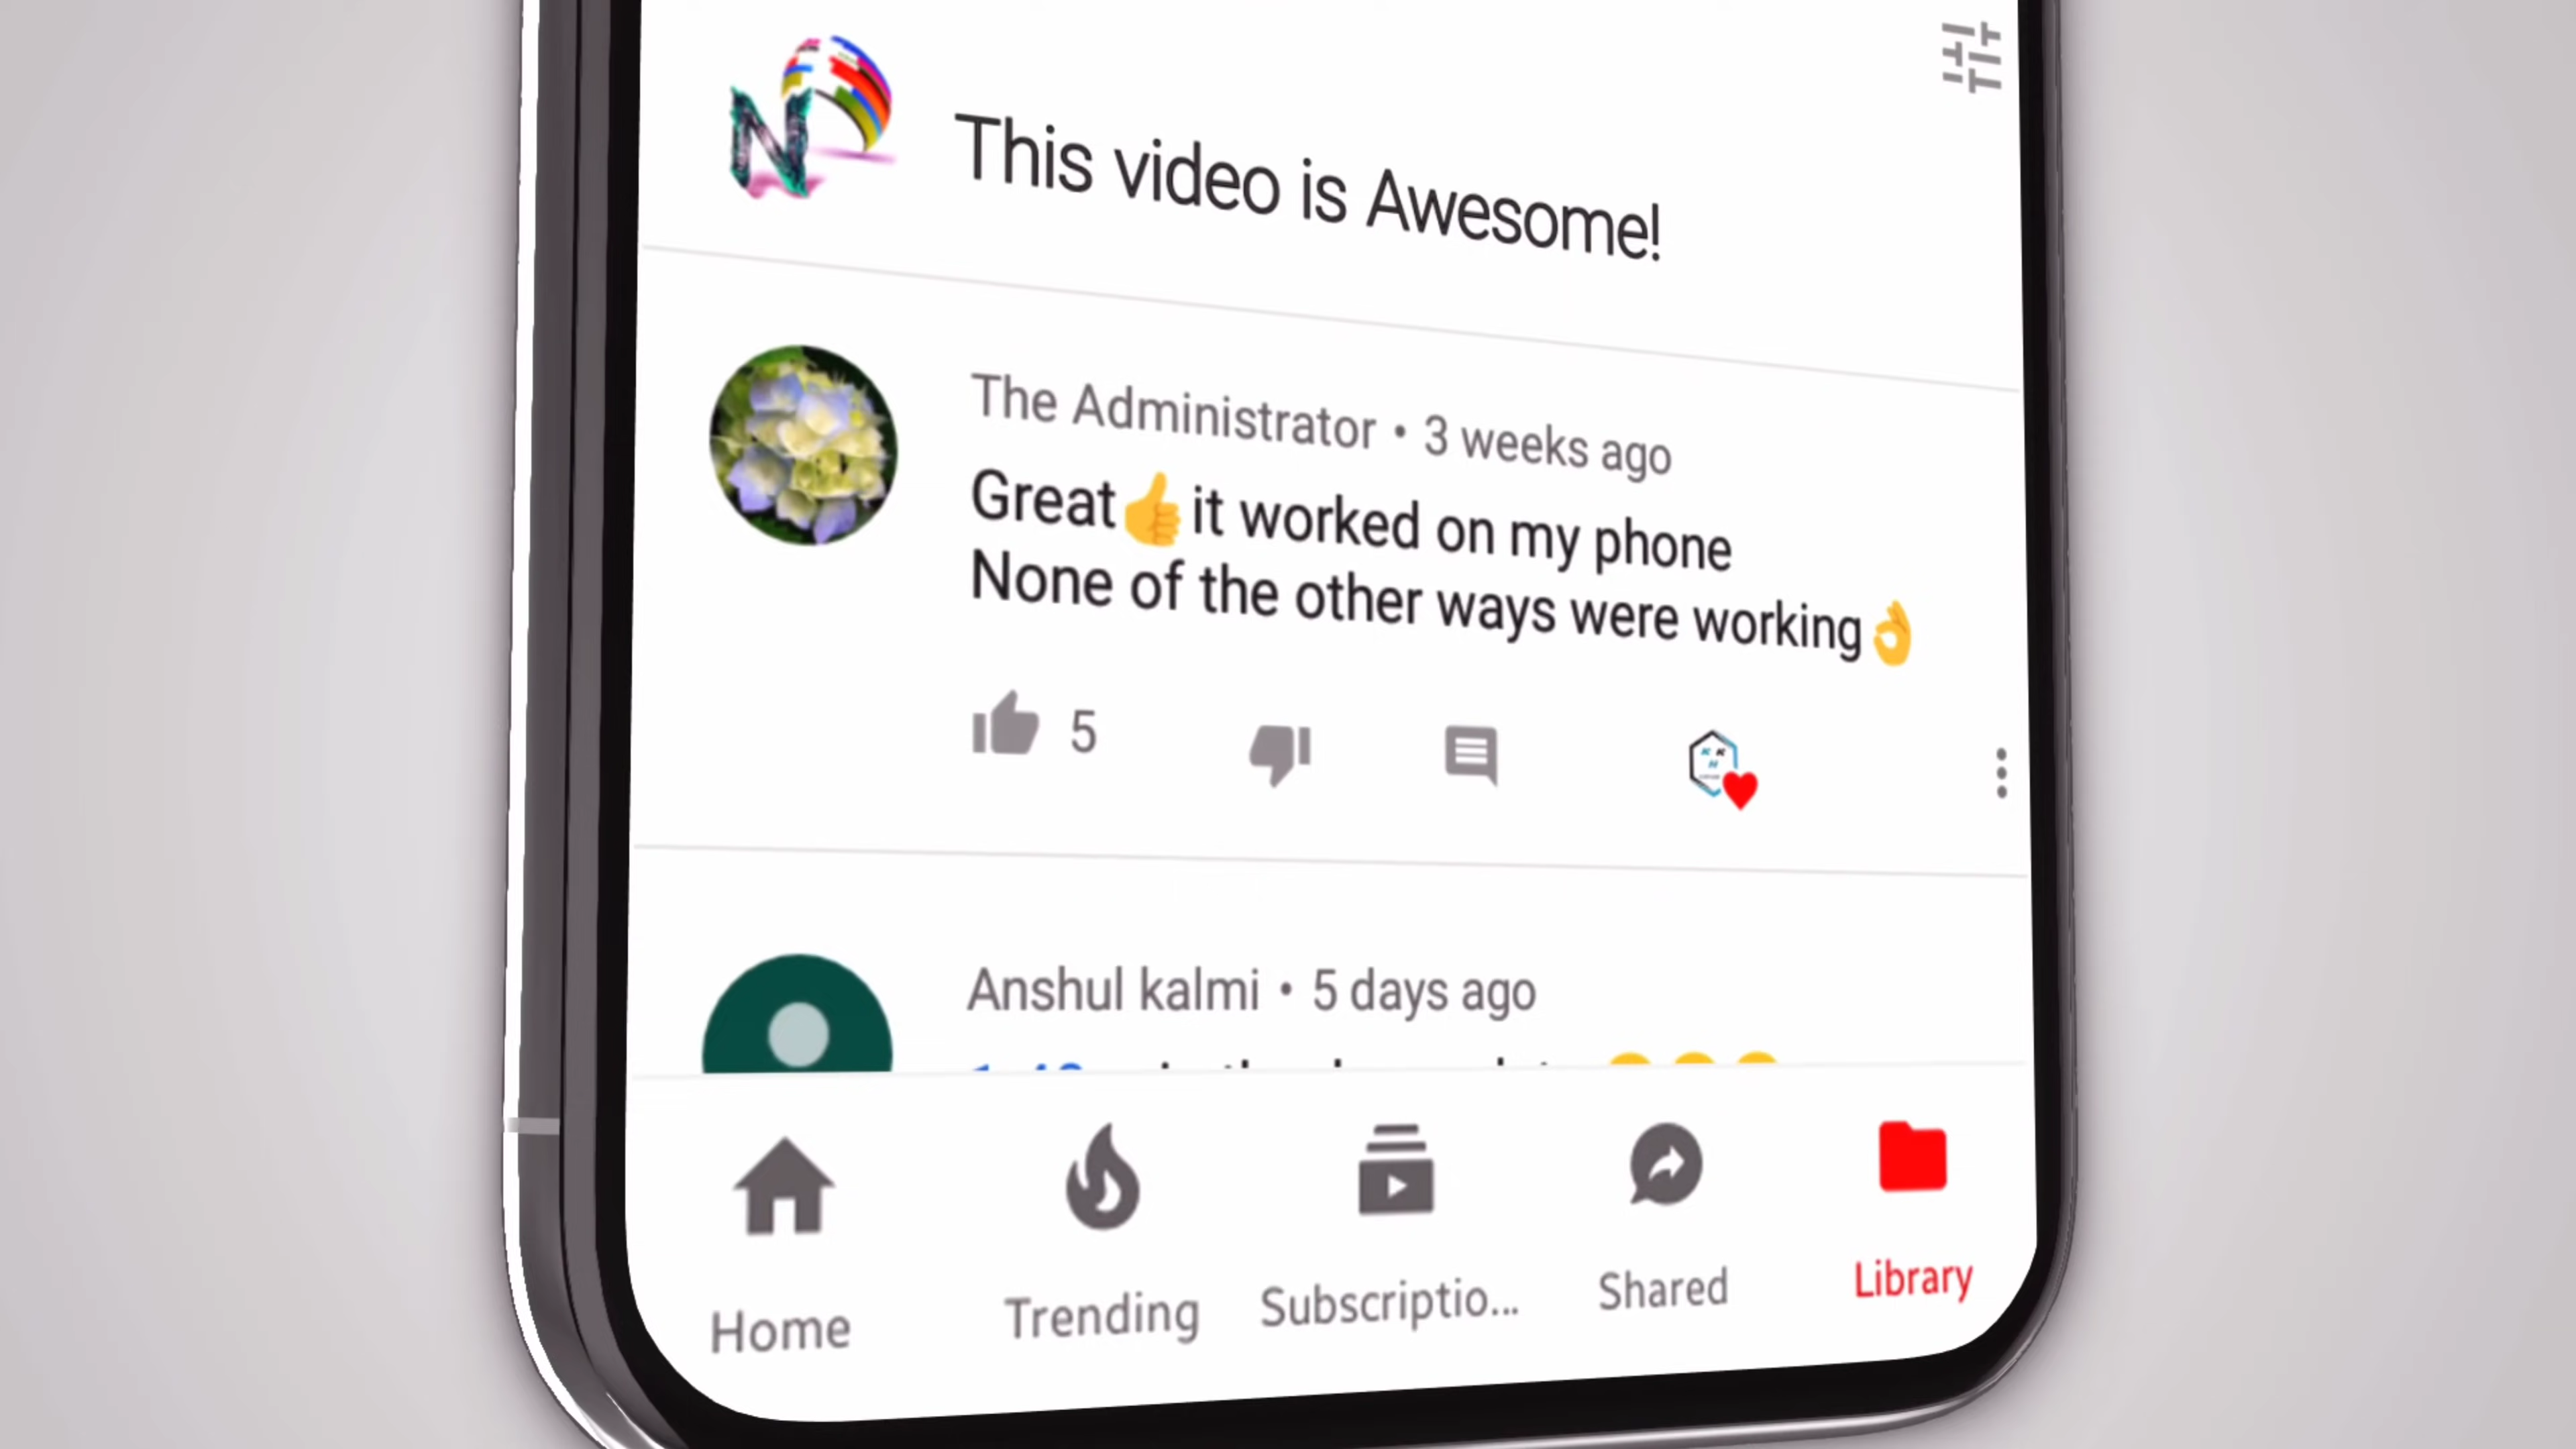 This video is Awesome!
The Administrator • 3 weeks ago
Great👍it worked on my phone
None of the other ways were working👌
5
Anshul kalmi • 5 days ago
Home
Trending
Subscriptio...
Shared
Library